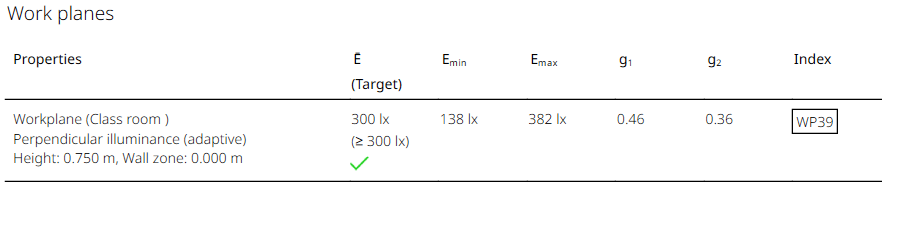 Work planes
Properties Ē Emin Emax g1 g2 Index
(Target)
Workplane (Class room ) 300 lx 138 lx 382 lx 0.46 0.36 WP39
Perpendicular illuminance (adaptive) (≥ 300 lx)
Height: 0.750 m, Wall zone: 0.000 m